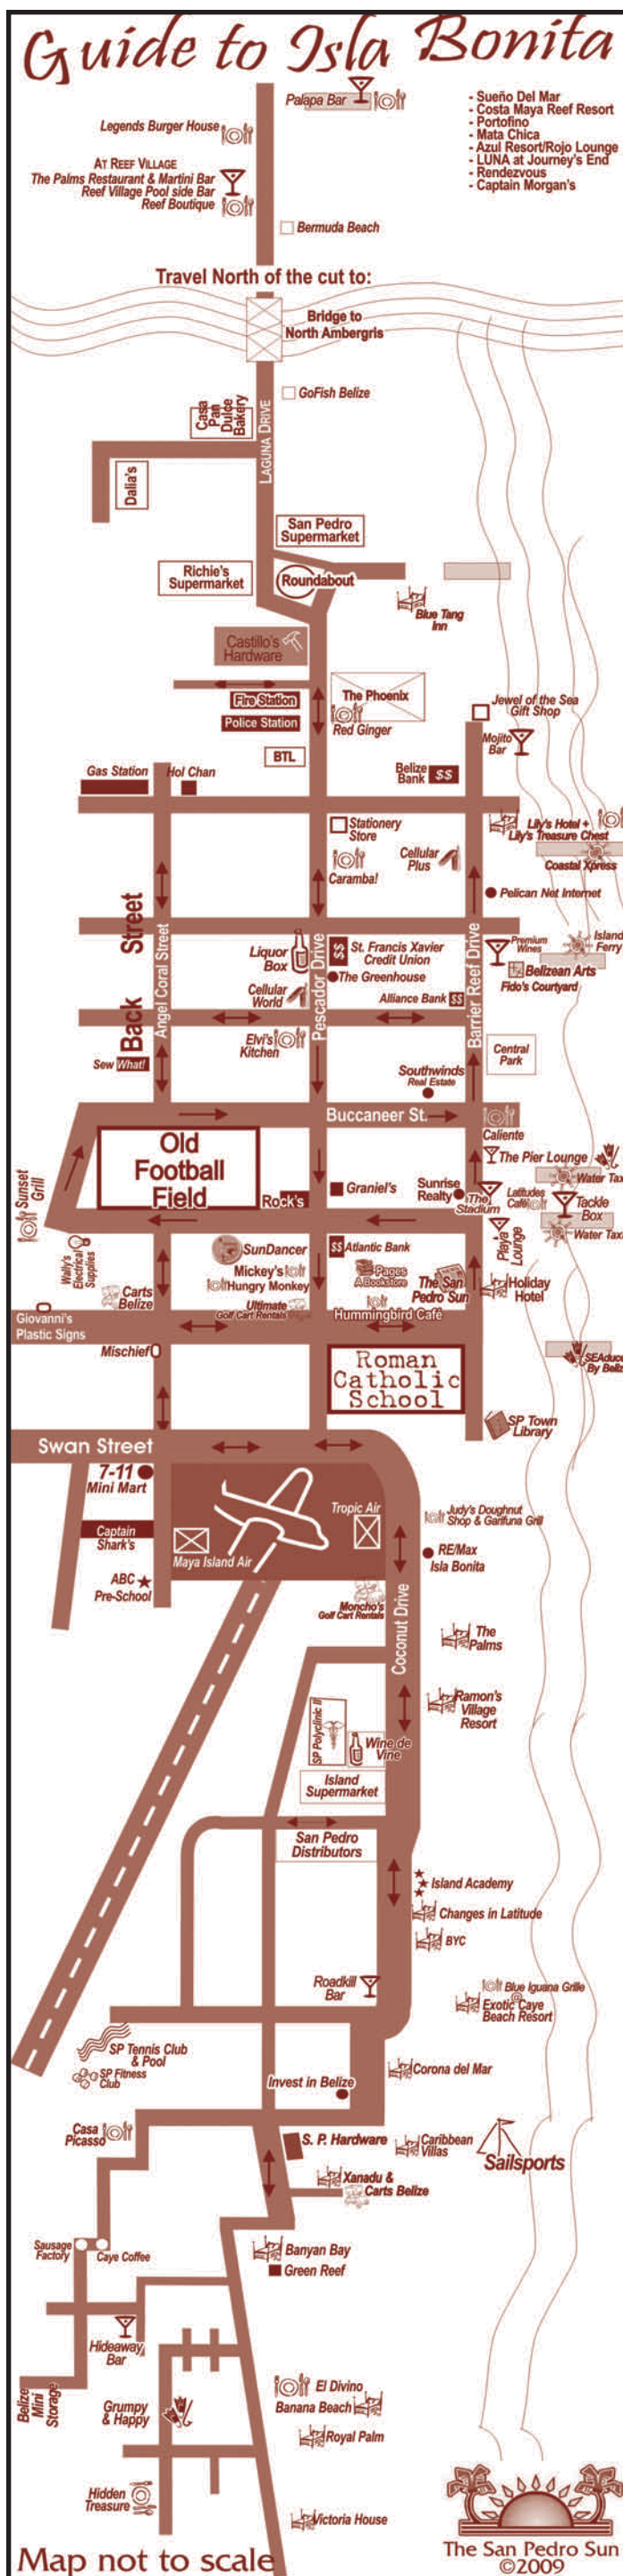 Guide to Isla Bonita
Palapa Bar
- Sueño Del Mar
- Costa Maya Reef Resort
- Portofino
- Mata Chica
- Azul Resort/Rojo Lounge
- LUNA at Journey's End
- Rendezvous
- Captain Morgan's
Legends Burger House
AT REEF VILLAGE
The Palms Restaurant & Martini Bar
Reef Village Pool side Bar
Reef Boutique
Bermuda Beach
Travel North of the cut to:
Bridge to
North Ambergris
GoFish Belize
Casa
Pan
Dulce
Bakery
LAGUNA DRIVE
Dalia's
San Pedro
Supermarket
Richie's
Supermarket
Roundabout
Blue Tang
Inn
Castillo's
Hardware
Fire Station
Police Station
The Phoenix
Red Ginger
Jewel of the Sea
Gift Shop
Mojito
Bar
BTL
Belize
Bank
$$
Gas Station
Hol Chan
Stationery
Store
Caramba!
Cellular
Plus
Lily's Hotel +
Lily's Treasure Chest
Coastal Xpress
Pelican Net Internet
Back Street
Angel Coral Street
Pescador Drive
Barrier Reef Drive
Liquor
Box
$$
St. Francis Xavier
Credit Union
The Greenhouse
Cellular
World
Alliance Bank
$$
Premium
Wines
Island
Ferry
Belizean Arts
Fido's Courtyard
Elvi's
Kitchen
Central
Park
Sew What!
Southwinds
Real Estate
Buccaneer St.
Caliente
Old
Football
Field
The Pier Lounge
Water Tax
Sunset
Grill
Rock's
Graniel's
Sunrise
Realty
The
Stadium
Latitudes
Café
Tackle
Box
Water Tax
Playa
Lounge
Wally's
Electrical
Supplies
SunDancer
$$
Atlantic Bank
Mickey's
Hungry Monkey
Pages
A Bookstore
The San
Pedro Sun
Holiday
Hotel
Carts
Belize
Ultimate
Golf Cart Rentals
Hummingbird Café
Giovanni's
Plastic Signs
Mischief
Roman
Catholic
School
SEAduced
By Beliz
SP Town
Library
Swan Street
7-11
Mini Mart
Captain
Shark's
ABC
Pre-School
Tropic Air
Maya Island Air
Judy's Doughnut
Shop & Garifuna Grill
RE/Max
Isla Bonita
Moncho's
Golf Cart Rentals
Coconut Drive
The
Palms
Ramon's
Village
Resort
SP Polyclinic II
Wine de
Vine
Island
Supermarket
San Pedro
Distributors
Island Academy
Changes in Latitude
BYC
Roadkill
Bar
Blue Iguana Grille
Exotic Caye
Beach Resort
SP Tennis Club
& Pool
SP Fitness
Club
Corona del Mar
Invest in Belize
Casa
Picasso
S. P. Hardware
Caribbean
Villas
Sailsports
Xanadu &
Carts Belize
Sausage
Factory
Caye Coffee
Banyan Bay
Green Reef
Hideaway
Bar
Belize
Mini
Storage
Grumpy
& Happy
El Divino
Banana Beach
Royal Palm
Hidden
Treasure
Victoria House
Map not to scale
The San Pedro Sun
©2009